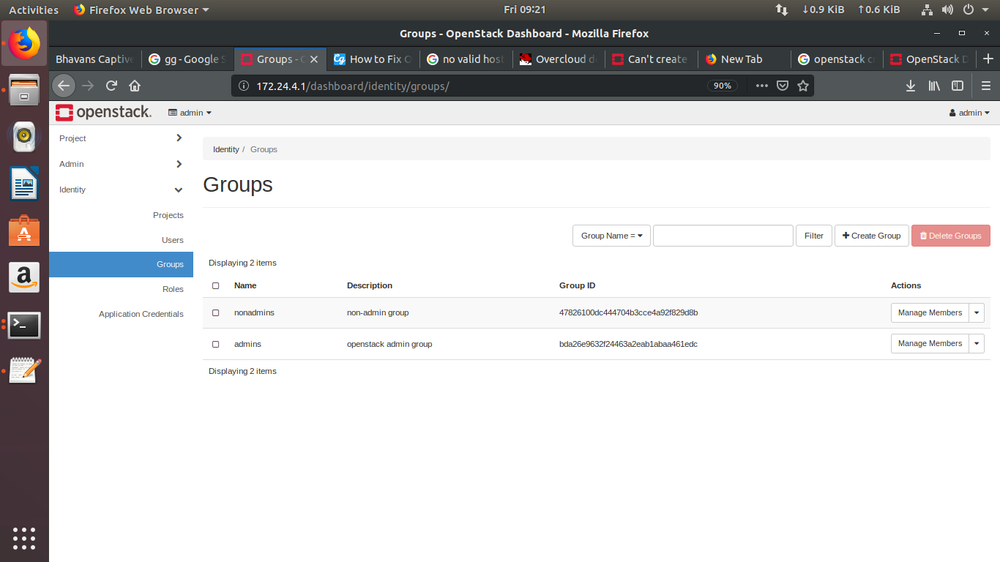 Activities Firefox Web Browser Fri 09:21 ↓0.9 KiB ↑0.6 KiB
Groups - OpenStack Dashboard - Mozilla Firefox
Bhavans Captive gg - Google S Groups - O How to Fix O no valid host Overcloud de Can't create New Tab openstack cr OpenStack D
172.24.4.1/dashboard/identity/groups/ 90%
openstack. admin admin
Project
Admin
Identity
Projects
Users
Groups
Roles
Application Credentials
Identity / Groups
Groups
Group Name = Filter Create Group Delete Groups
Displaying 2 items
Name Description Group ID Actions
nonadmins non-admin group 47826100dc444704b3cce4a92f829d8b Manage Members
admins openstack admin group bda26e9632f24463a2eab1abaa461edc Manage Members
Displaying 2 items